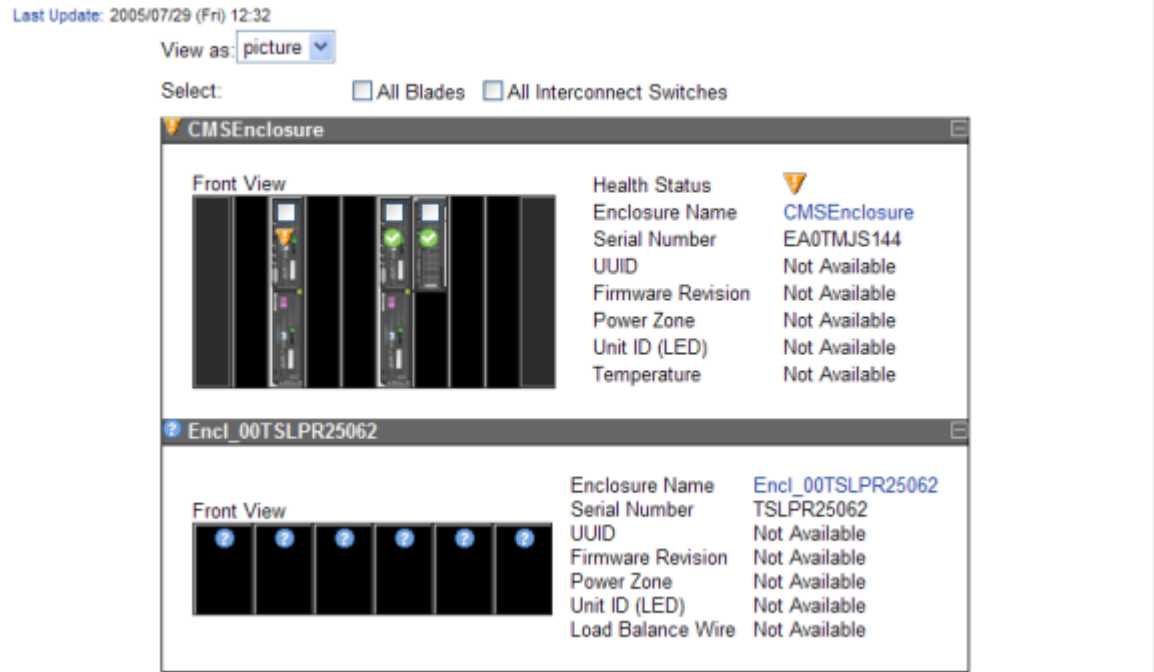 Last Update: 2005/07/29 (Fri) 12:32
View as: picture
Select: All Blades All Interconnect Switches
CMSEnclosure
Front View
Health Status
Enclosure Name CMSEnclosure
Serial Number EA0TMJS144
UUID Not Available
Firmware Revision Not Available
Power Zone Not Available
Unit ID (LED) Not Available
Temperature Not Available
Encl_00TSLPR25062
Front View
Enclosure Name Encl_00TSLPR25062
Serial Number TSLPR25062
UUID Not Available
Firmware Revision Not Available
Power Zone Not Available
Unit ID (LED) Not Available
Load Balance Wire Not Available